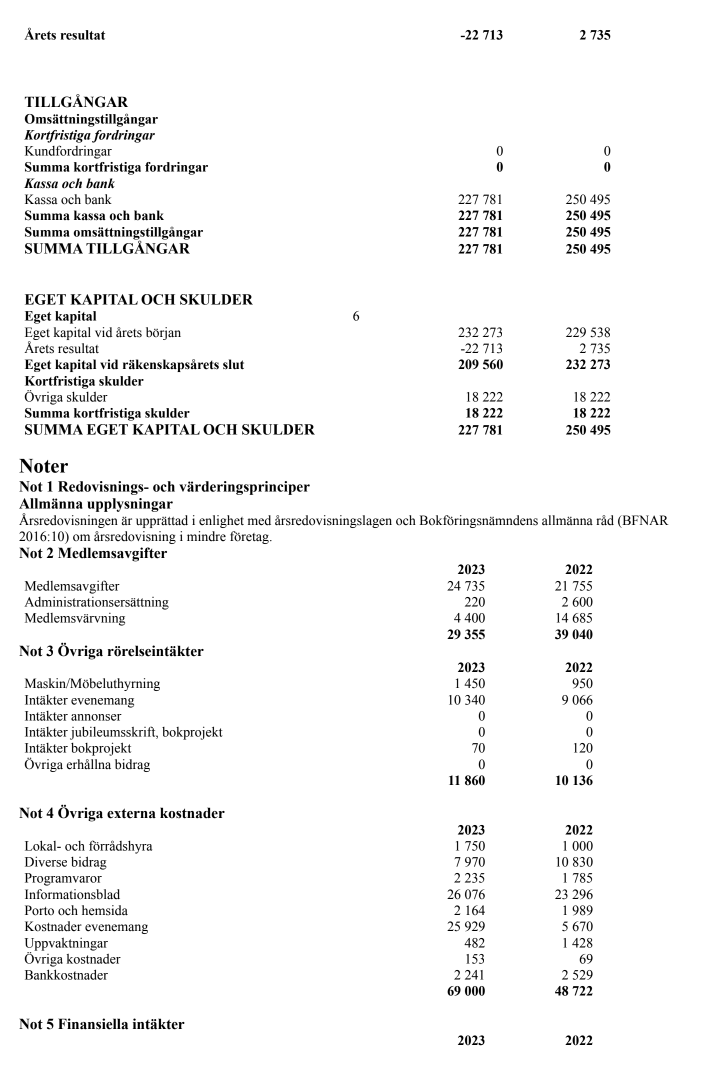 Årets resultat -22 713 2 735
TILLGÅNGAR
Omsättningstillgångar
Kortfristiga fordringar
Kundfordringar 0 0
Summa kortfristiga fordringar 0 0
Kassa och bank
Kassa och bank 227 781 250 495
Summa kassa och bank 227 781 250 495
Summa omsättningstillgångar 227 781 250 495
SUMMA TILLGÅNGAR 227 781 250 495
EGET KAPITAL OCH SKULDER
Eget kapital 6
Eget kapital vid årets början 232 273 229 538
Årets resultat -22 713 2 735
Eget kapital vid räkenskapsårets slut 209 560 232 273
Kortfristiga skulder
Övriga skulder 18 222 18 222
Summa kortfristiga skulder 18 222 18 222
SUMMA EGET KAPITAL OCH SKULDER 227 781 250 495
Noter
Not 1 Redovisnings- och värderingsprinciper
Allmänna upplysningar
Årsredovisningen är upprättad i enlighet med årsredovisningslagen och Bokföringsnämndens allmänna råd (BFNAR
2016:10) om årsredovisning i mindre företag.
Not 2 Medlemsavgifter
2023 2022
Medlemsavgifter 24 735 21 755
Administrationsersättning 220 2 600
Medlemsvärvning 4 400 14 685
29 355 39 040
Not 3 Övriga rörelseintäkter
2023 2022
Maskin/Möbeluthyrning 1 450 950
Intäkter evenemang 10 340 9 066
Intäkter annonser 0 0
Intäkter jubileumsskrift, bokprojekt 0 0
Intäkter bokprojekt 70 120
Övriga erhållna bidrag 0 0
11 860 10 136
Not 4 Övriga externa kostnader
2023 2022
Lokal- och förrådshyra 1 750 1 000
Diverse bidrag 7 970 10 830
Programvaror 2 235 1 785
Informationsblad 26 076 23 296
Porto och hemsida 2 164 1 989
Kostnader evenemang 25 929 5 670
Uppvaktningar 482 1 428
Övriga kostnader 153 69
Bankkostnader 2 241 2 529
69 000 48 722
Not 5 Finansiella intäkter
2023 2022